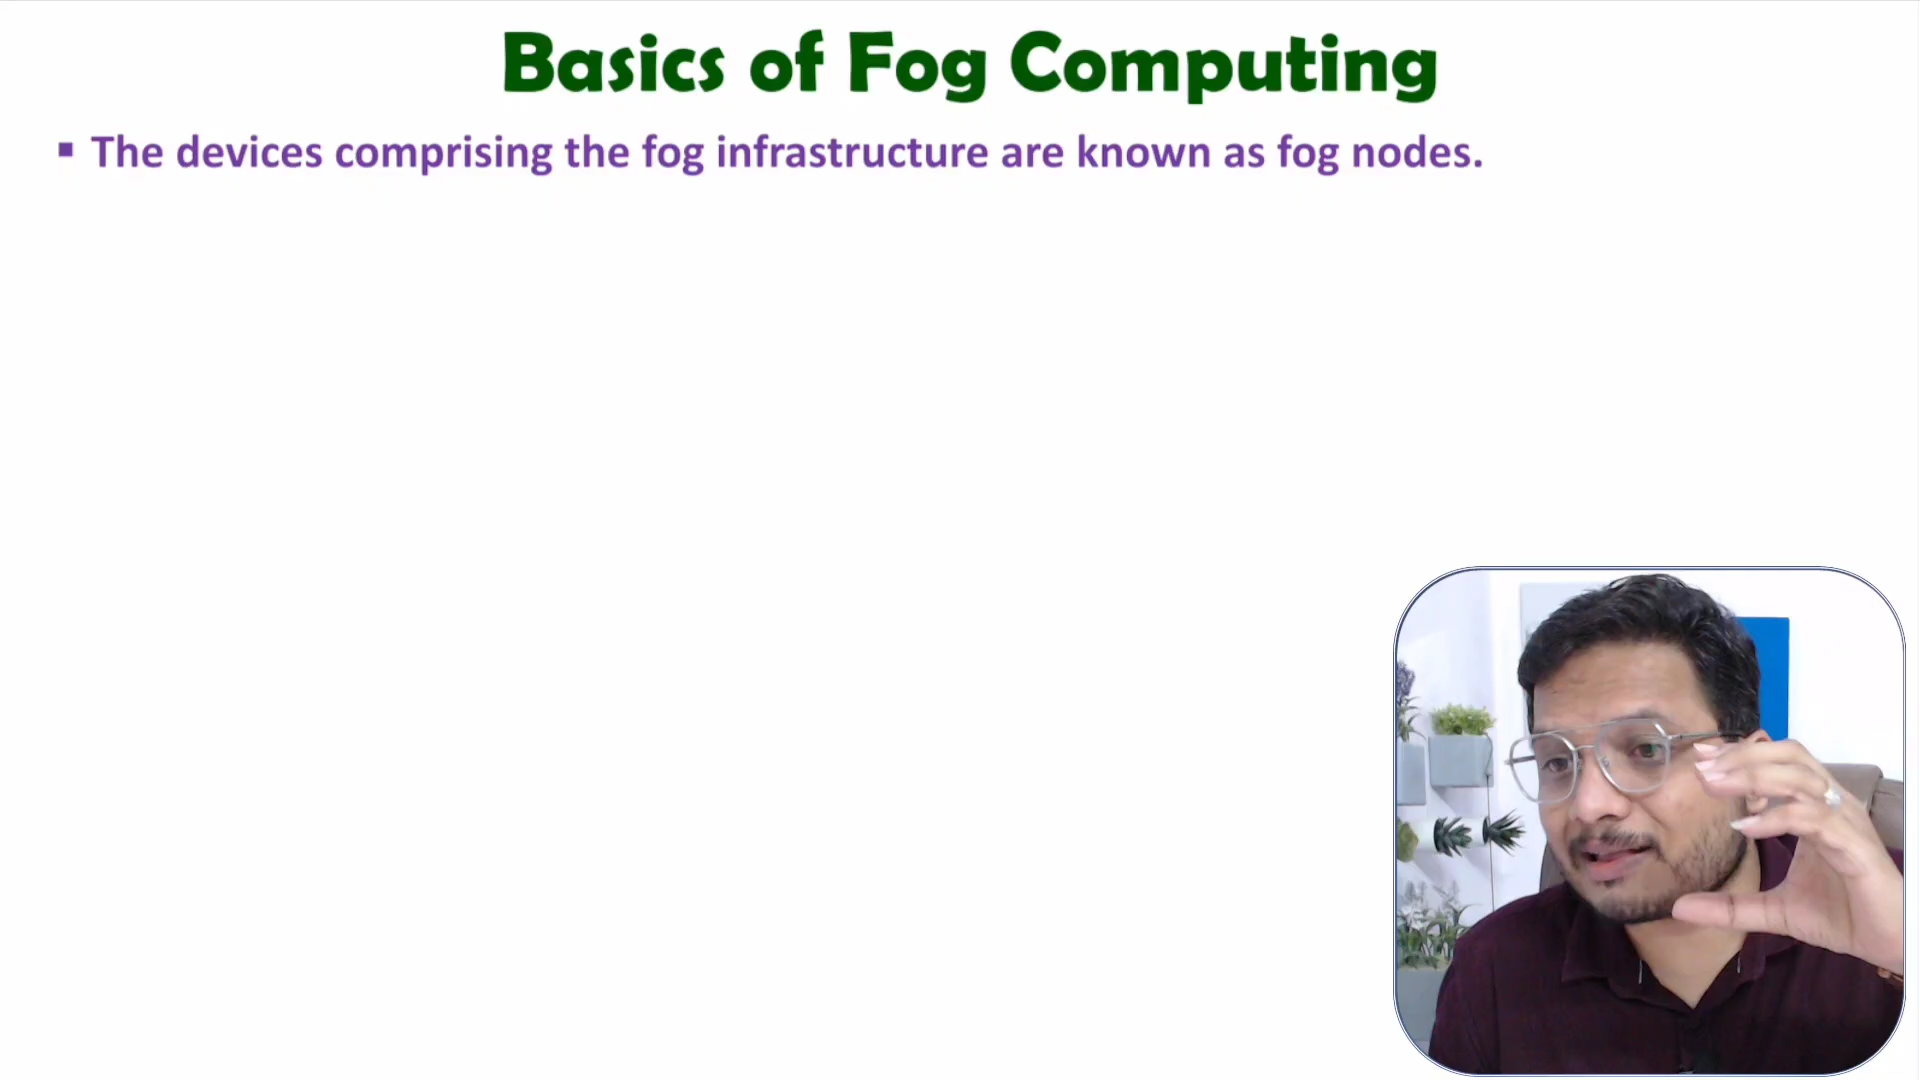 Basics of Fog Computing
▪ The devices comprising the fog infrastructure are known as fog nodes.